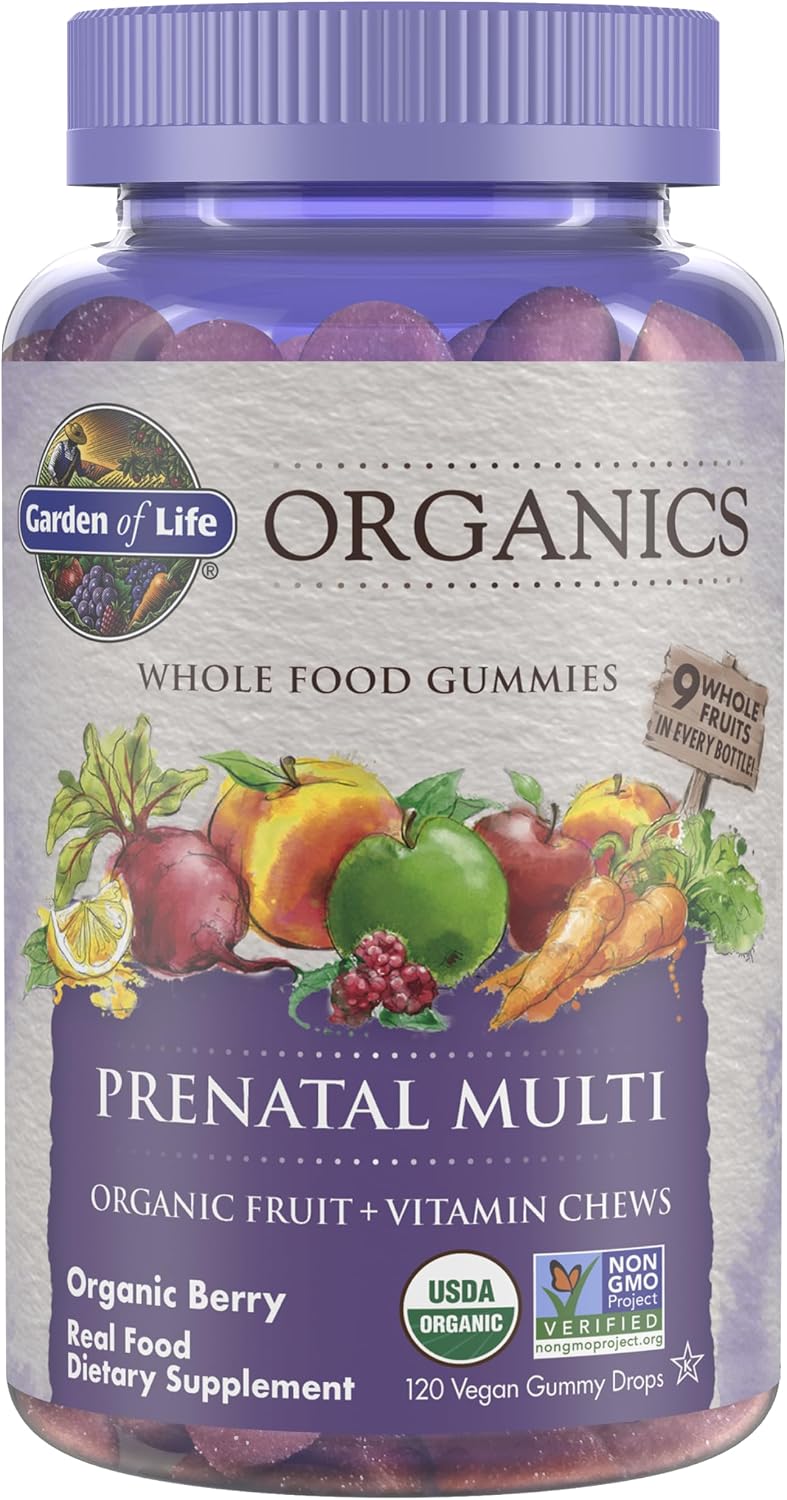 Garden of Life®
ORGANICS
WHOLE FOOD GUMMIES
9 WHOLE
FRUITS
IN EVERY BOTTLE!
PRENATAL MULTI
ORGANIC FRUIT + VITAMIN CHEWS
Organic Berry
Real Food
Dietary Supplement
USDA
ORGANIC
NON
GMO
Project
VERIFIED
nongmoproject.org
120 Vegan Gummy Drops
K